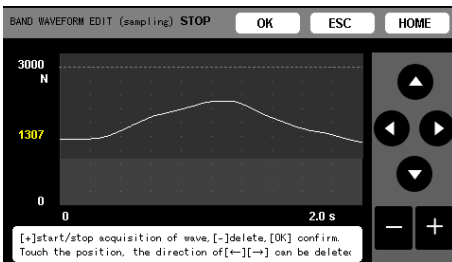 BAND WAVEFORM EDIT (sampling) STOP OK ESC HOME
3000
N
1307
0
0 2.0 s
[+]start/stop acquisition of wave,[-]delete,[OK] confirm.
Touch the position, the direction of[←][→] can be deleted